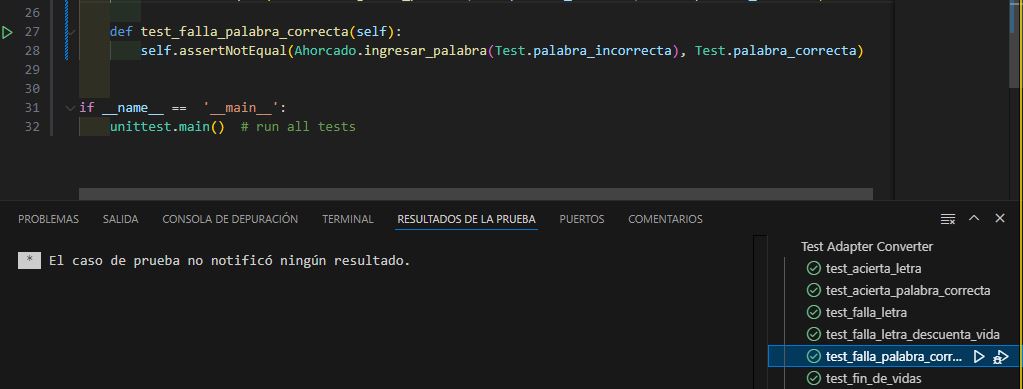 26
27 def test_falla_palabra_correcta(self):
28 self.assertNotEqual(Ahorcado.ingresar_palabra(Test.palabra_incorrecta), Test.palabra_correcta)
29
30
31 if __name__ == '__main__':
32 unittest.main() # run all tests
PROBLEMAS SALIDA CONSOLA DE DEPURACIÓN TERMINAL RESULTADOS DE LA PRUEBA PUERTOS COMENTARIOS
* El caso de prueba no notificó ningún resultado.
Test Adapter Converter
test_acierta_letra
test_acierta_palabra_correcta
test_falla_letra
test_falla_letra_descuenta_vida
test_falla_palabra_corr...
test_fin_de_vidas